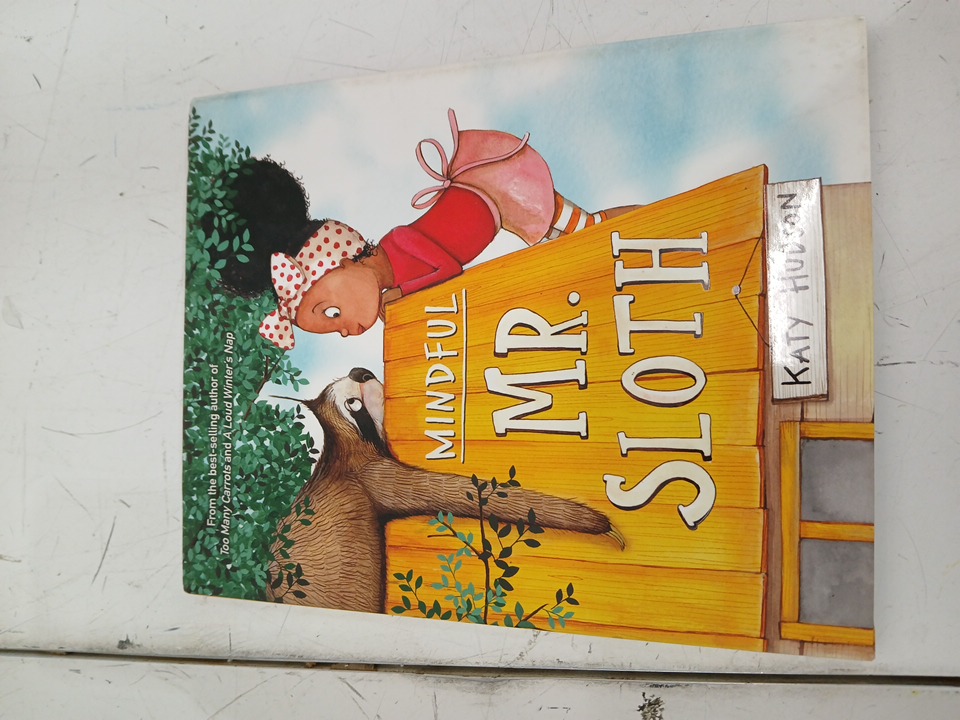 From the best-selling author of
Too Many Carrots and A Loud Winter's Nap
MINDFUL
MR.
SLOTH
KATY HUDSON